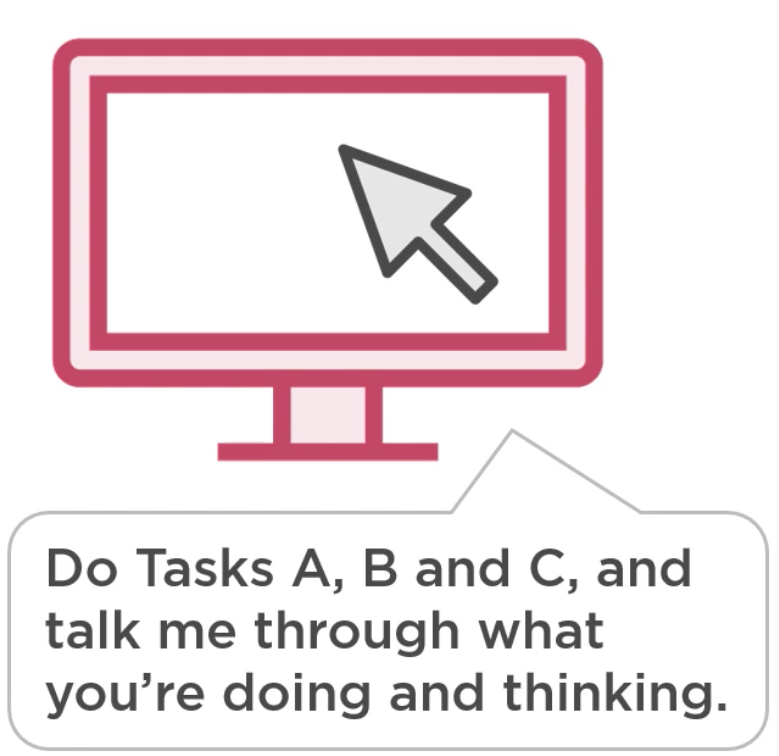 Do Tasks A, B and C, and
talk me through what
you’re doing and thinking.